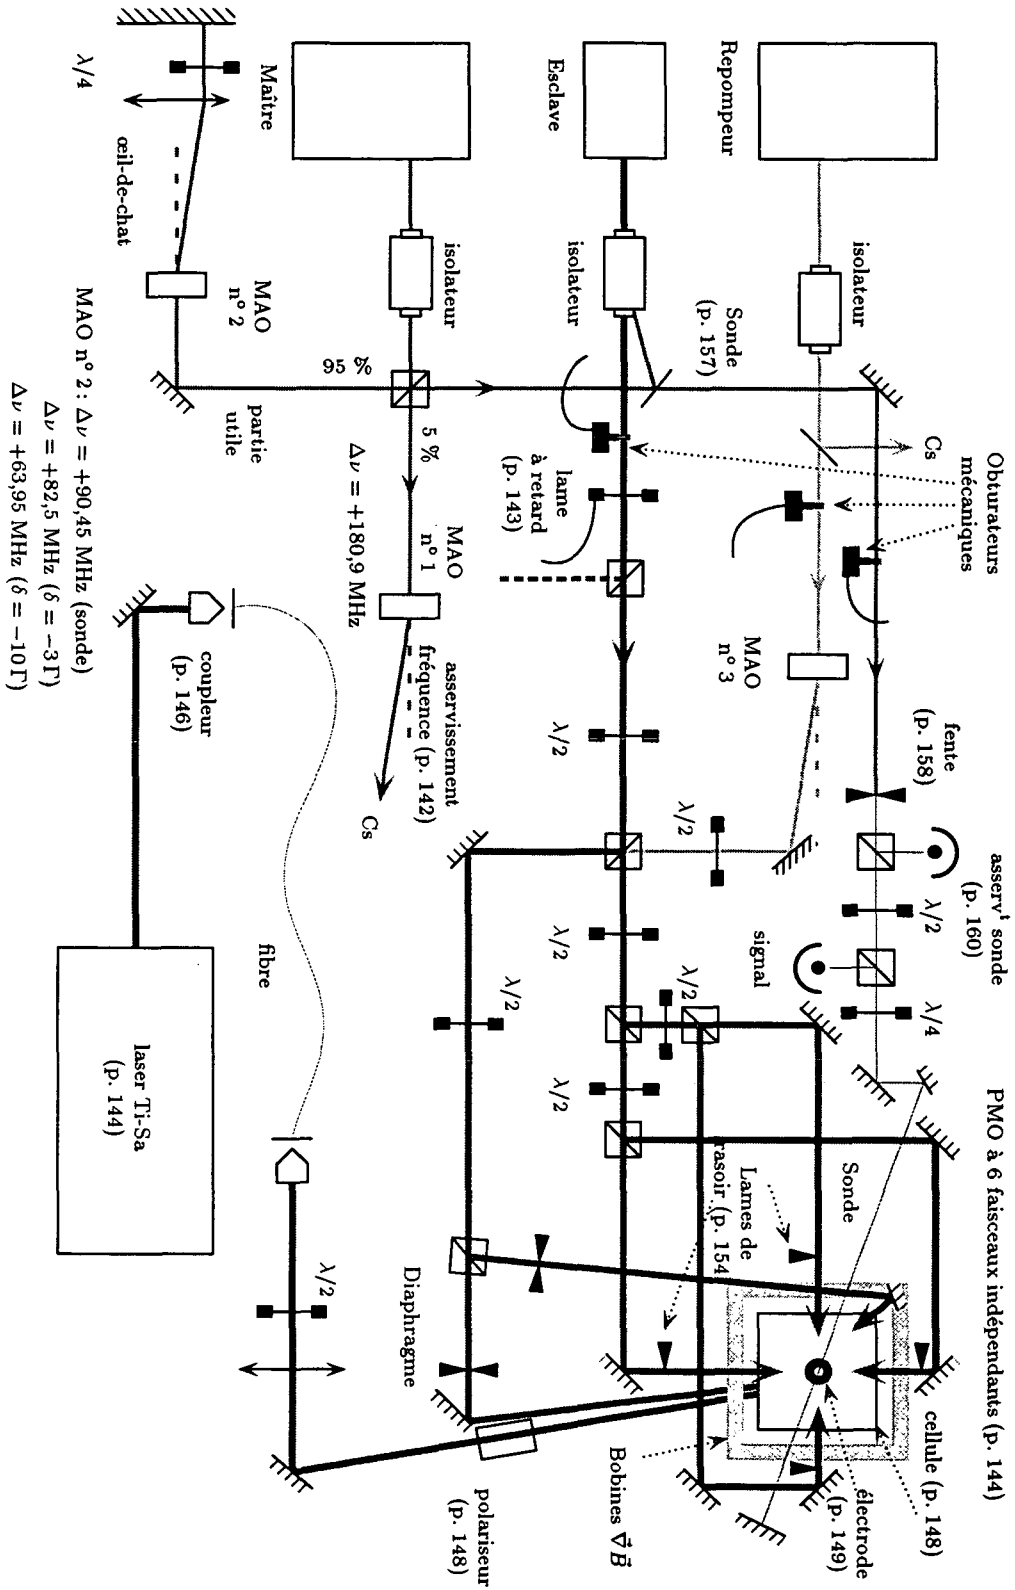 PMO à 6 faisceaux indépendants (p. 144)
Obturateurs
mécaniques
asserv<sup>t</sup> sonde
(p. 160)
fente
(p. 158)
λ/2
λ/4
Cs
cellule (p. 148)
électrode
(p. 149)
Repompeur
isolateur
MAO
n° 3
signal
Sonde
Lames de
rasoir (p. 154
Sonde
(p. 157)
λ/2
λ/2
Esclave
isolateur
lame
à retard
(p. 143)
λ/2
λ/2
λ/2
Bobines ∇⃗B⃗
Maître
isolateur
95 %
5 %
MAO
n° 1
Δν = +180,9 MHz
asservissement
fréquence (p. 142)
Cs
λ/2
Diaphragme
polariseur
(p. 148)
λ/4
œil-de-chat
MAO
n° 2
partie
utile
coupleur
(p. 146)
fibre
λ/2
laser Ti-Sa
(p. 144)
MAO n° 2 : Δν = +90,45 MHz (sonde)
Δν = +82,5 MHz (δ = −3Γ)
Δν = +63,95 MHz (δ = −10Γ)